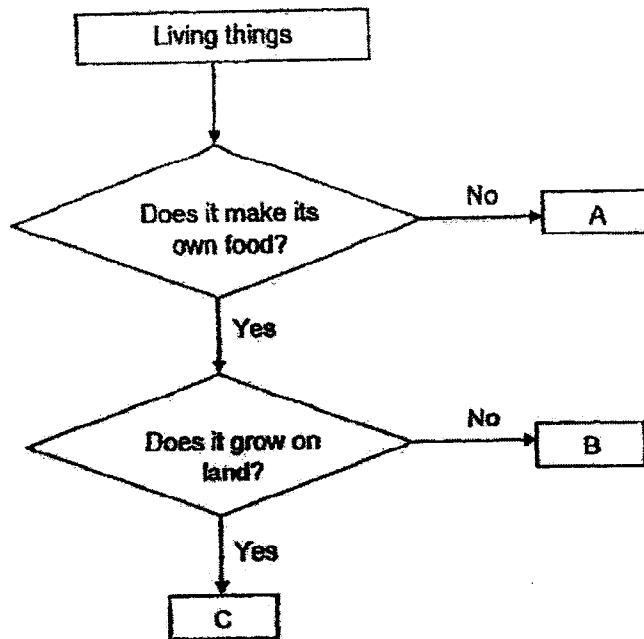 Living things
Does it make its
own food?
No
A
Yes
Does it grow on
land?
No
B
Yes
C